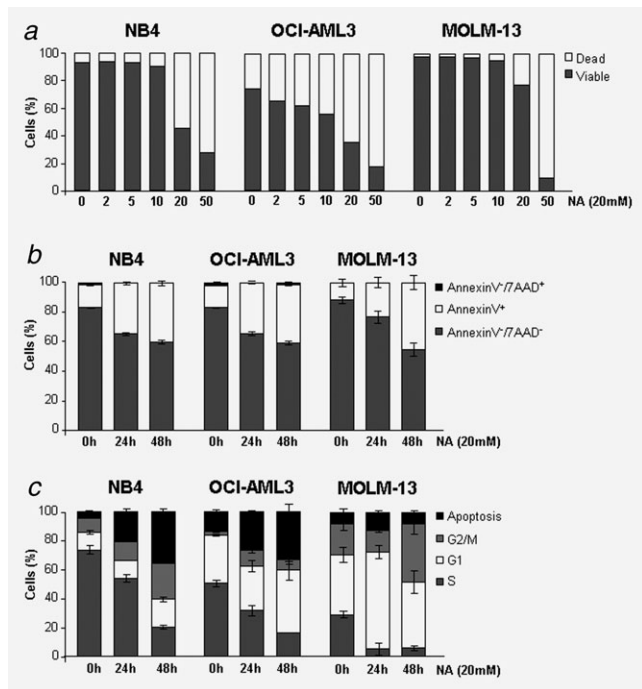 a
NB4 OCI-AML3 MOLM-13
100
80
60
40
20
0
Cells (%)
Dead
Viable
0 2 5 10 20 50 0 2 5 10 20 50 0 2 5 10 20 50 NA (20mM)
b
NB4 OCI-AML3 MOLM-13
100
80
60
40
20
0
Cells (%)
AnnexinV⁻/7AAD⁺
AnnexinV⁺
AnnexinV⁻/7AAD⁻
0h 24h 48h 0h 24h 48h 0h 24h 48h NA (20mM)
c
NB4 OCI-AML3 MOLM-13
100
80
60
40
20
0
Cells (%)
Apoptosis
G2/M
G1
S
0h 24h 48h 0h 24h 48h 0h 24h 48h NA (20mM)